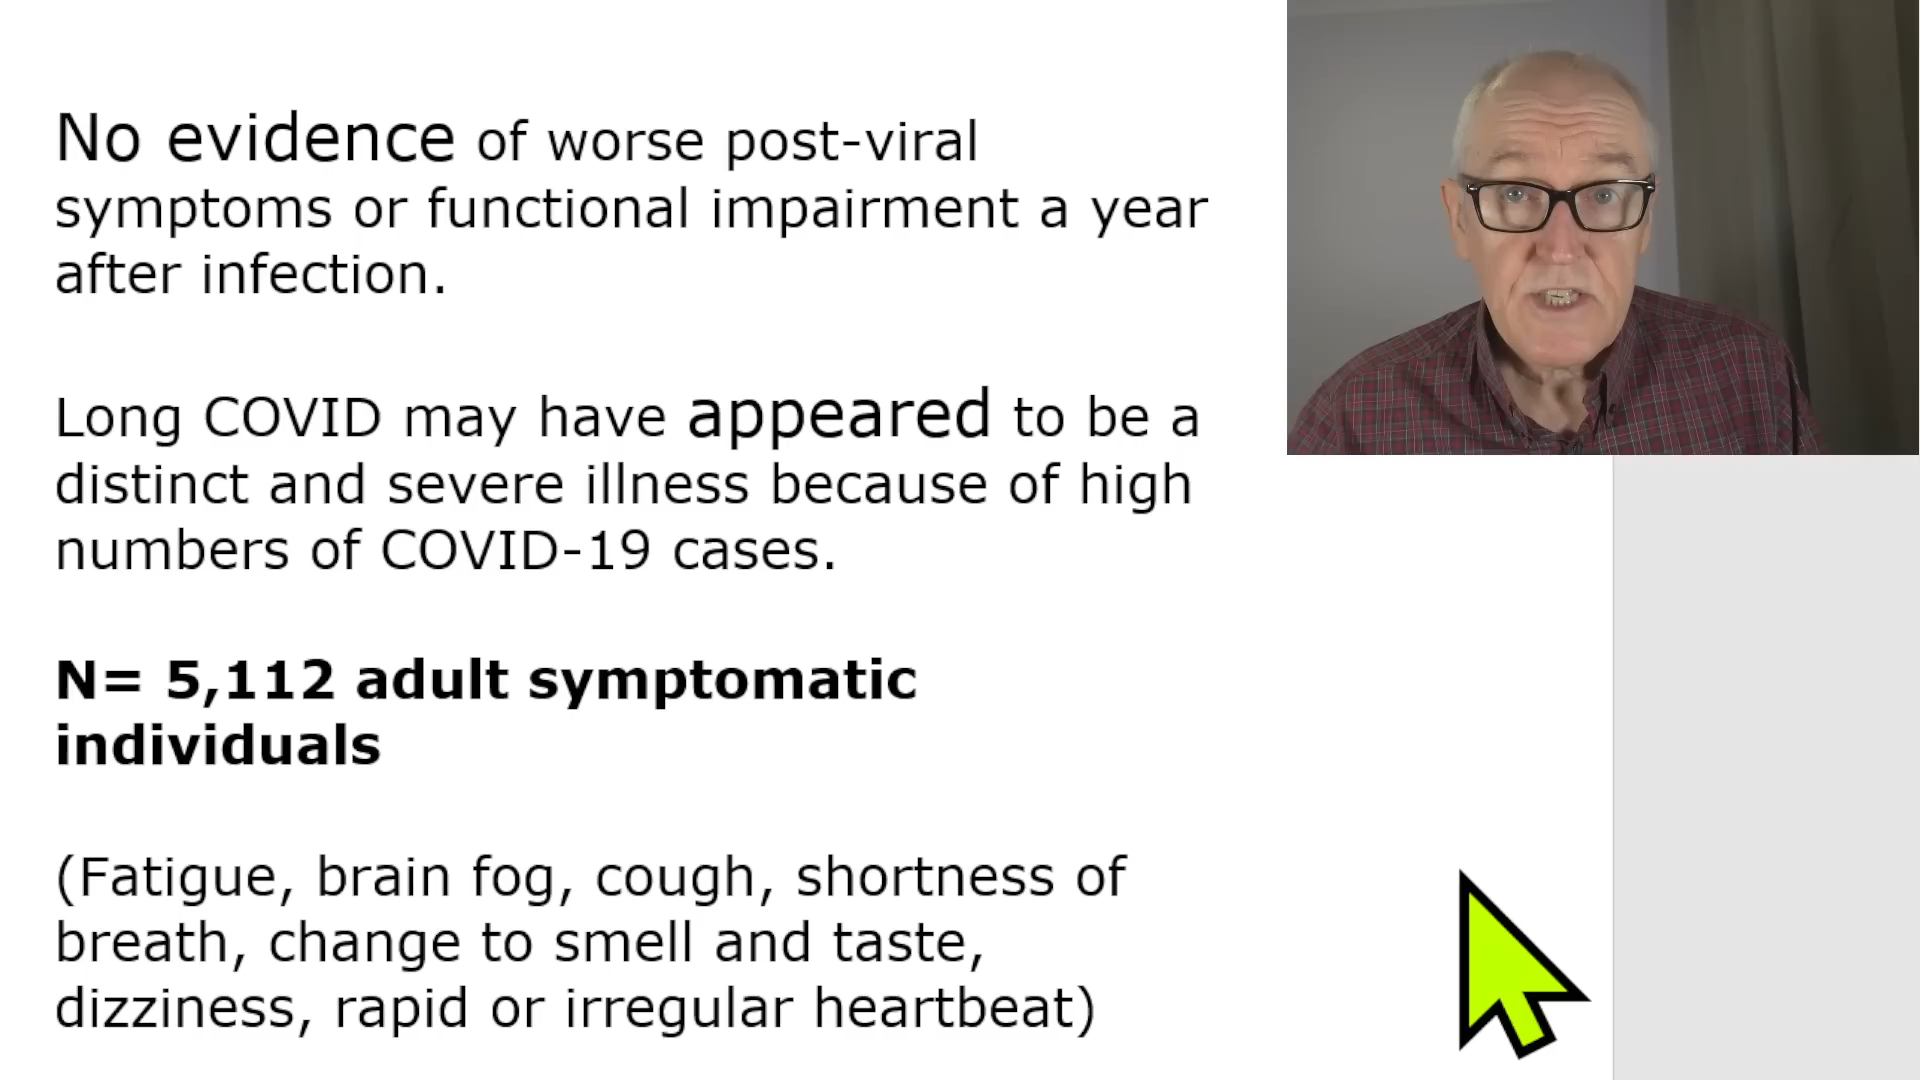 No evidence of worse post-viral
symptoms or functional impairment a year
after infection.
Long COVID may have appeared to be a
distinct and severe illness because of high
numbers of COVID-19 cases.
N= 5,112 adult symptomatic
individuals
(Fatigue, brain fog, cough, shortness of
breath, change to smell and taste,
dizziness, rapid or irregular heartbeat)